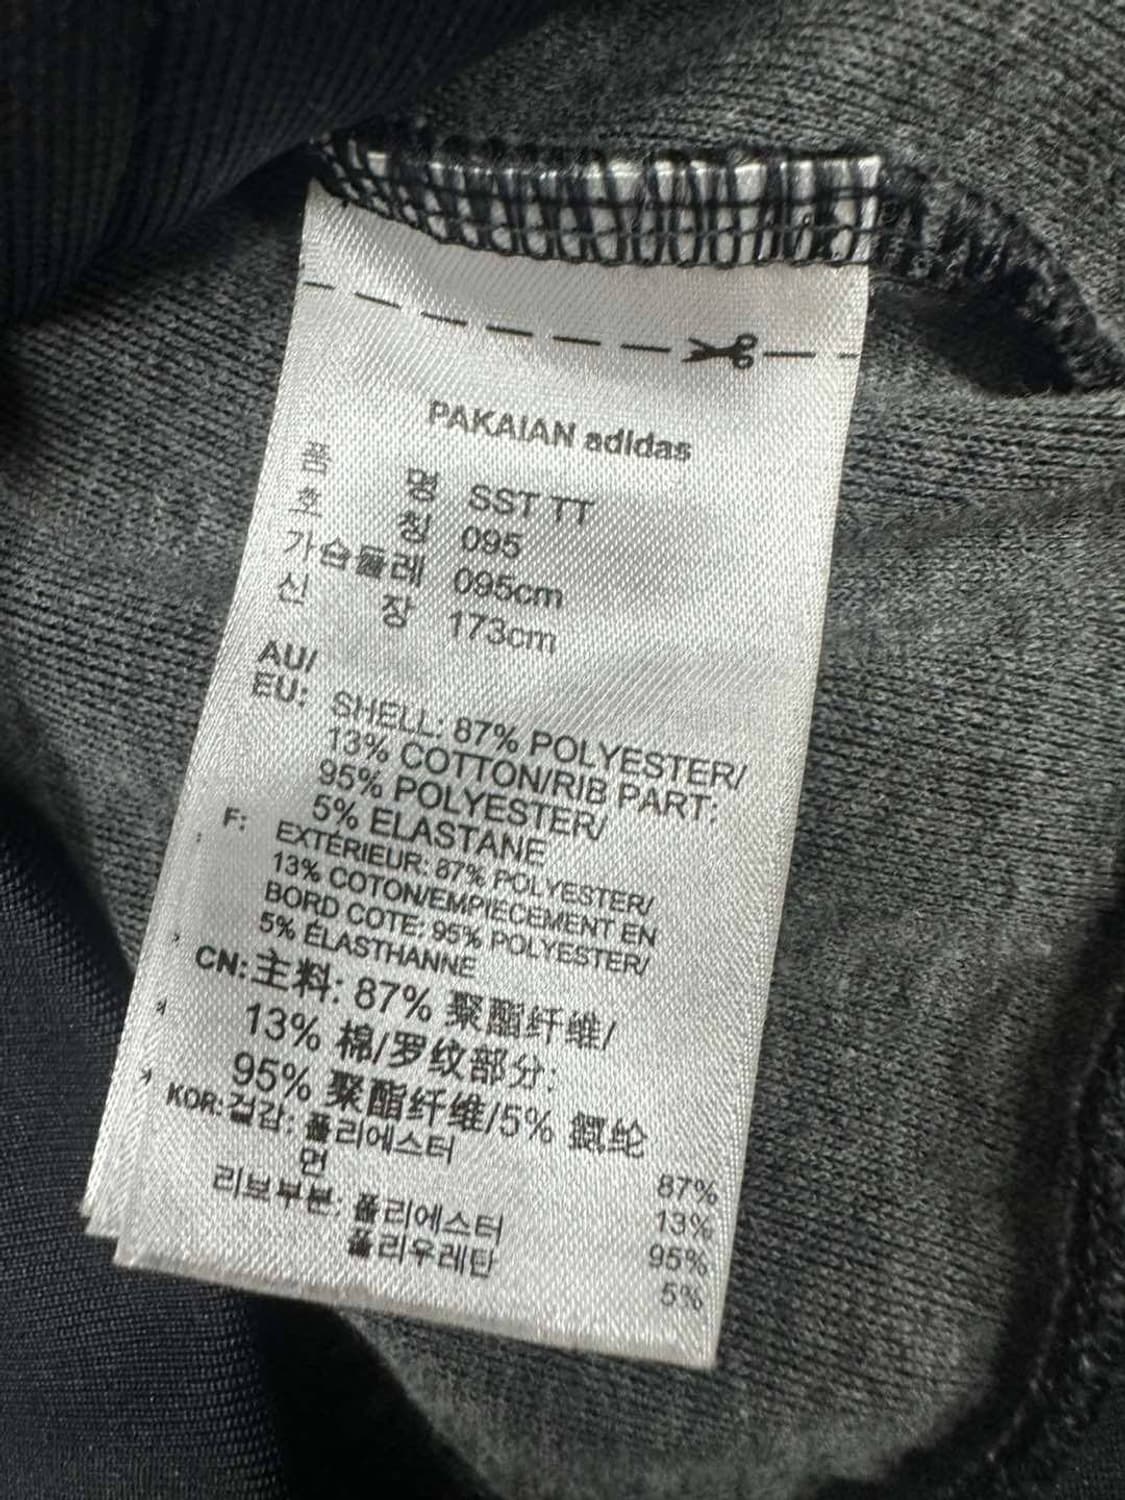 PAKAIAN adidas
품 명 SST TT
호 칭 095
가슴둘레 095cm
신 장 173cm
AU/
EU: SHELL: 87% POLYESTER/
13% COTTON/RIB PART:
95% POLYESTER/
5% ELASTANE
F: EXTERIEUR: 87% POLYESTER/
13% COTON/EMPIECEMENT EN
BORD COTE: 95% POLYESTER/
5% ELASTHANNE
CN: 主料: 87% 聚酯纤维/
13% 棉/罗纹部分:
95% 聚酯纤维/5% 氨纶
KOR: 겉감: 폴리에스터 87%
면 13%
리브부분: 폴리에스터 95%
폴리우레탄 5%